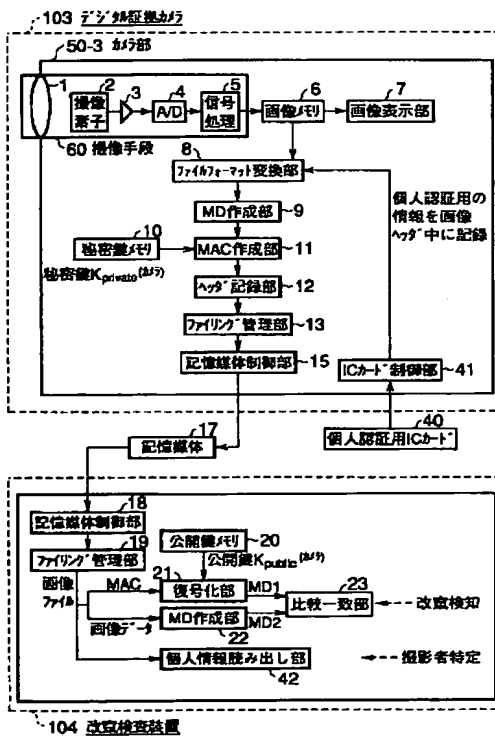 103 デジタル証拠カメラ
50-3 カメラ部
1
2
3
4
5
6
7
撮像素子
A/D
信号処理
画像メモリ
画像表示部
60 撮像手段
8
ファイルフォーマット変換部
MD作成部
9
10
秘密鍵メモリ
MAC作成部
11
秘密鍵Kprivate(カメラ)
ヘッダ記録部
12
ファイリング管理部
13
記憶媒体制御部
15
個人認証用の
情報を画像
ヘッダ中に記録
ICカード制御部
41
40
個人認証用ICカード
17
記憶媒体
18
記憶媒体制御部
19
ファイリング管理部
公開鍵メモリ
20
公開鍵Kpublic(カメラ)
画像
ファイル
MAC
21
復号化部
MD1
23
比較一致部
改竄検知
画像データ
MD作成部
MD2
22
個人情報読み出し部
42
撮影者特定
104 改竄検査装置